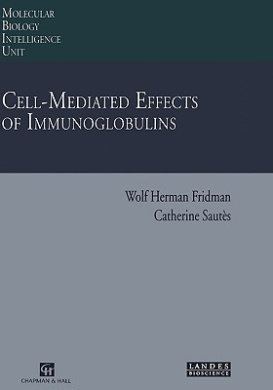 MOLECULAR
BIOLOGY
INTELLIGENCE
UNIT
CELL-MEDIATED EFFECTS
OF IMMUNOGLOBULINS
Wolf Herman Fridman
Catherine Sautès
CHAPMAN & HALL
LANDES
BIOSCIENCE